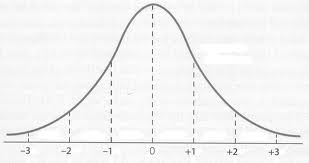 –3 –2 –1 0 +1 +2 +3